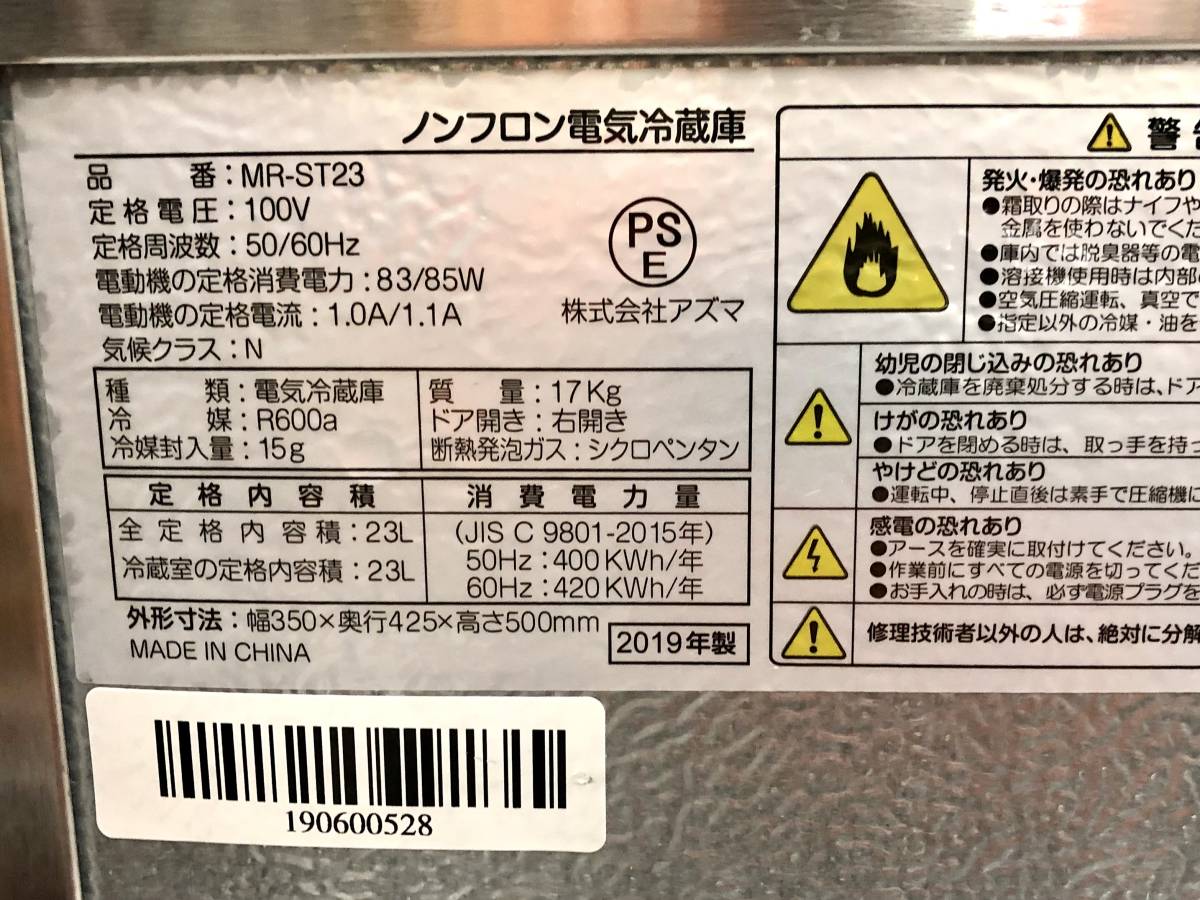 ノンフロン電気冷蔵庫
品 番：MR-ST23
定格電圧：100V
定格周波数：50/60Hz
電動機の定格消費電力：83/85W
電動機の定格電流：1.0A/1.1A
気候クラス：N
PS
E
株式会社アズマ
種 類：電気冷蔵庫
冷 媒：R600a
冷媒封入量：15g
質 量：17Kg
ドア開き：右開き
断熱発泡ガス：シクロペンタン
定格内容積
全定格内容積：23L
冷蔵室の定格内容積：23L
消費電力量
(JIS C 9801-2015年)
50Hz：400KWh/年
60Hz：420KWh/年
外形寸法：幅350×奥行425×高さ500mm
MADE IN CHINA
2019年製
警
発火・爆発の恐れあり
●霜取りの際はナイフや
金属を使わないでくだ
●庫内では脱臭器等の電
●溶接機使用時は内部
●空気圧縮運転、真空で
●指定以外の冷媒・油を
幼児の閉じ込みの恐れあり
●冷蔵庫を廃棄処分する時は、ドア
けがの恐れあり
●ドアを閉める時は、取っ手を持っ
やけどの恐れあり
●運転中、停止直後は素手で圧縮機に
感電の恐れあり
●アースを確実に取付けてください。
●作業前にすべての電源を切ってくだ
●お手入れの時は、必ず電源プラグを
修理技術者以外の人は、絶対に分解
190600528